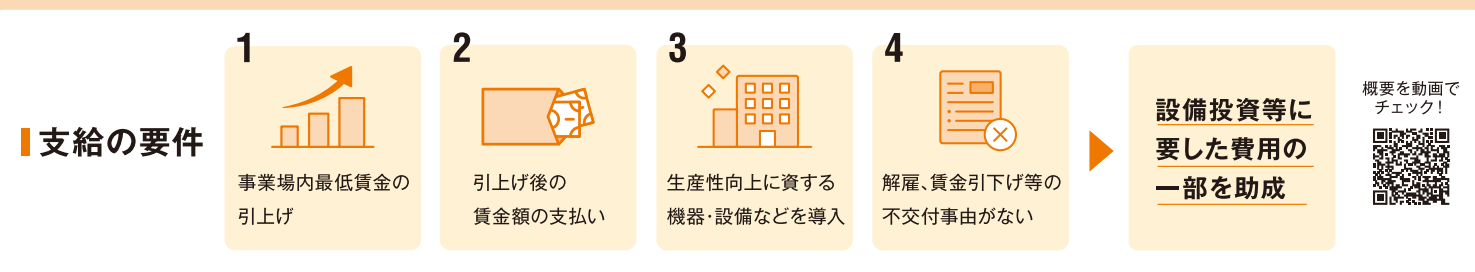 支給の要件
1
事業場内最低賃金の
引上げ
2
引上げ後の
賃金額の支払い
3
生産性向上に資する
機器・設備などを導入
4
解雇、賃金引下げ等の
不交付事由がない
設備投資等に
要した費用の
一部を助成
概要を動画で
チェック!